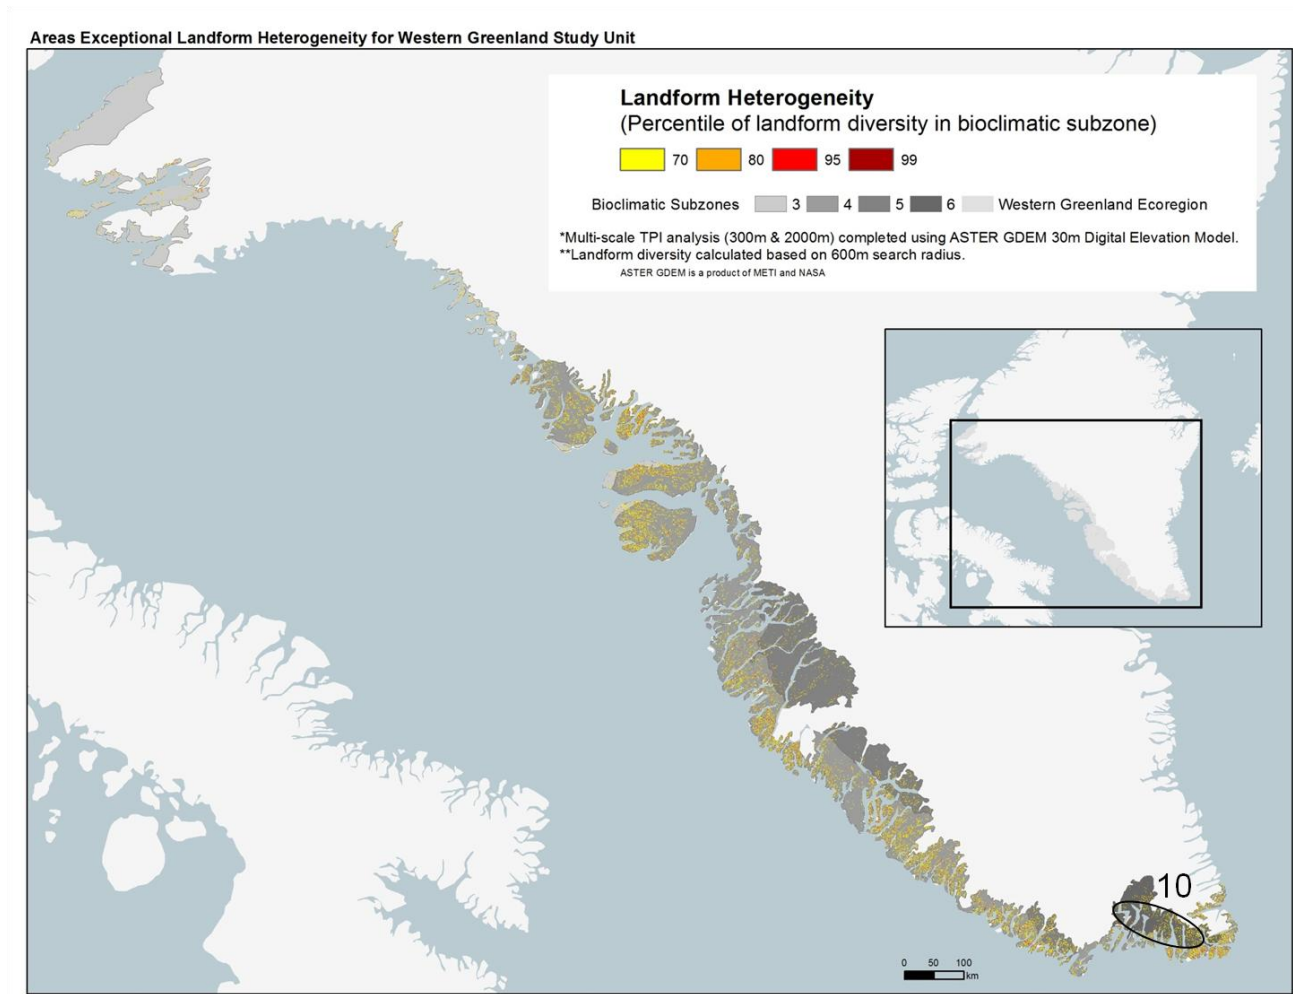 Areas Exceptional Landform Heterogeneity for Western Greenland Study Unit
Landform Heterogeneity
(Percentile of landform diversity in bioclimatic subzone)
70 80 95 99
Bioclimatic Subzones 3 4 5 6 Western Greenland Ecoregion
*Multi-scale TPI analysis (300m & 2000m) completed using ASTER GDEM 30m Digital Elevation Model.
**Landform diversity calculated based on 600m search radius.
ASTER GDEM is a product of METI and NASA
10
0 50 100
km